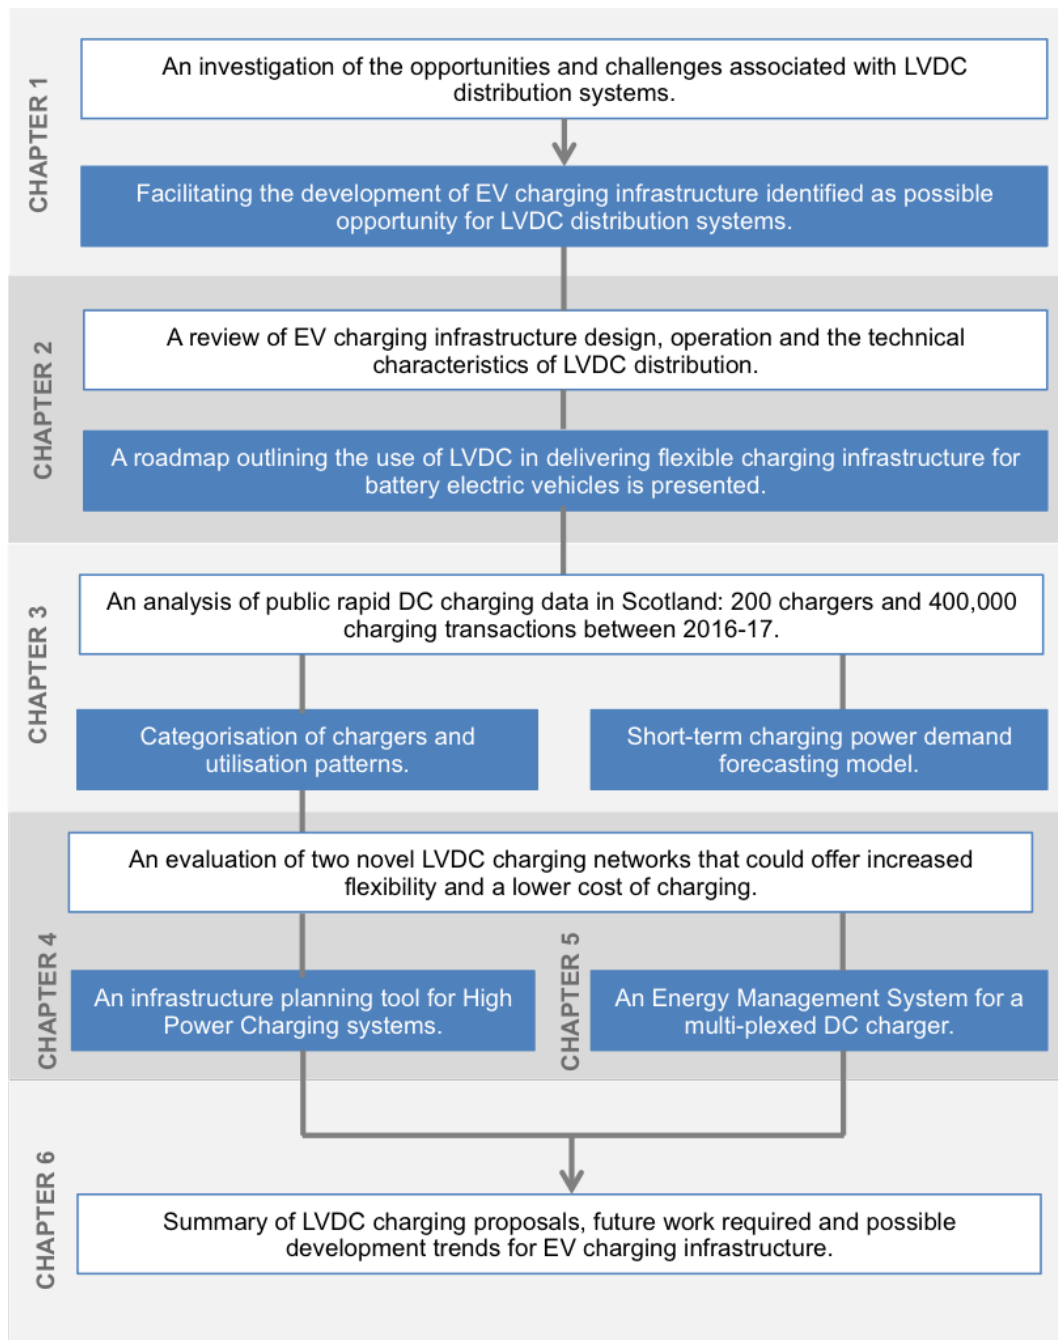 CHAPTER 1
An investigation of the opportunities and challenges associated with LVDC
distribution systems.
Facilitating the development of EV charging infrastructure identified as possible
opportunity for LVDC distribution systems.
CHAPTER 2
A review of EV charging infrastructure design, operation and the technical
characteristics of LVDC distribution.
A roadmap outlining the use of LVDC in delivering flexible charging infrastructure for
battery electric vehicles is presented.
CHAPTER 3
An analysis of public rapid DC charging data in Scotland: 200 chargers and 400,000
charging transactions between 2016-17.
Categorisation of chargers and
utilisation patterns.
Short-term charging power demand
forecasting model.
An evaluation of two novel LVDC charging networks that could offer increased
flexibility and a lower cost of charging.
CHAPTER 4
An infrastructure planning tool for High
Power Charging systems.
CHAPTER 5
An Energy Management System for a
multi-plexed DC charger.
CHAPTER 6
Summary of LVDC charging proposals, future work required and possible
development trends for EV charging infrastructure.